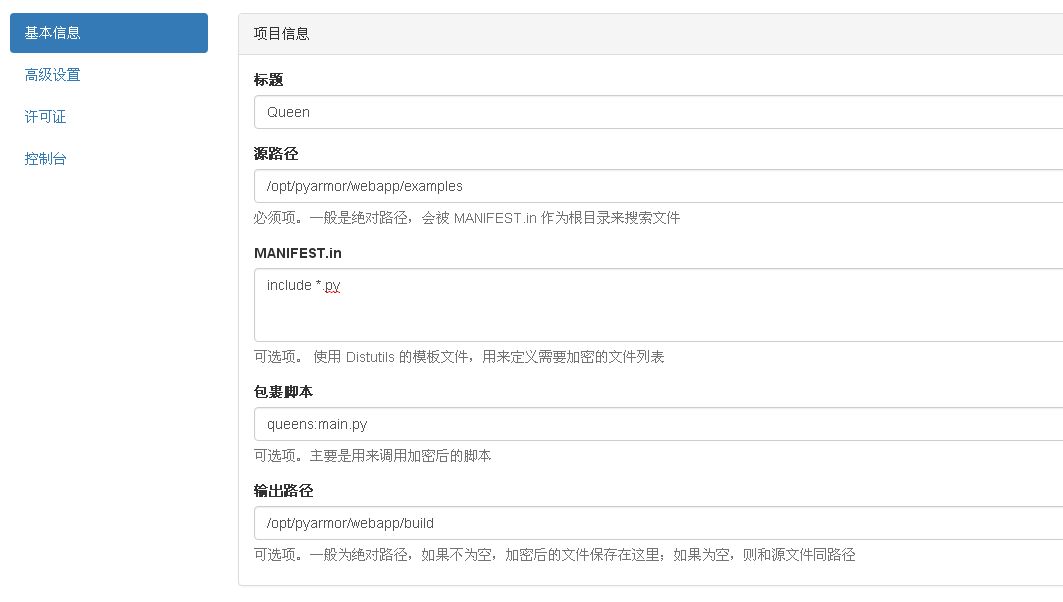 基本信息
高级设置
许可证
控制台
项目信息
标题
Queen
源路径
/opt/pyarmor/webapp/examples
必须项。一般是绝对路径，会被 MANIFEST.in 作为根目录来搜索文件
MANIFEST.in
include *.py
可选项。 使用 Distutils 的模板文件，用来定义需要加密的文件列表
包裹脚本
queens:main.py
可选项。主要是用来调用加密后的脚本
输出路径
/opt/pyarmor/webapp/build
可选项。一般为绝对路径，如果不为空，加密后的文件保存在这里；如果为空，则和源文件同路径